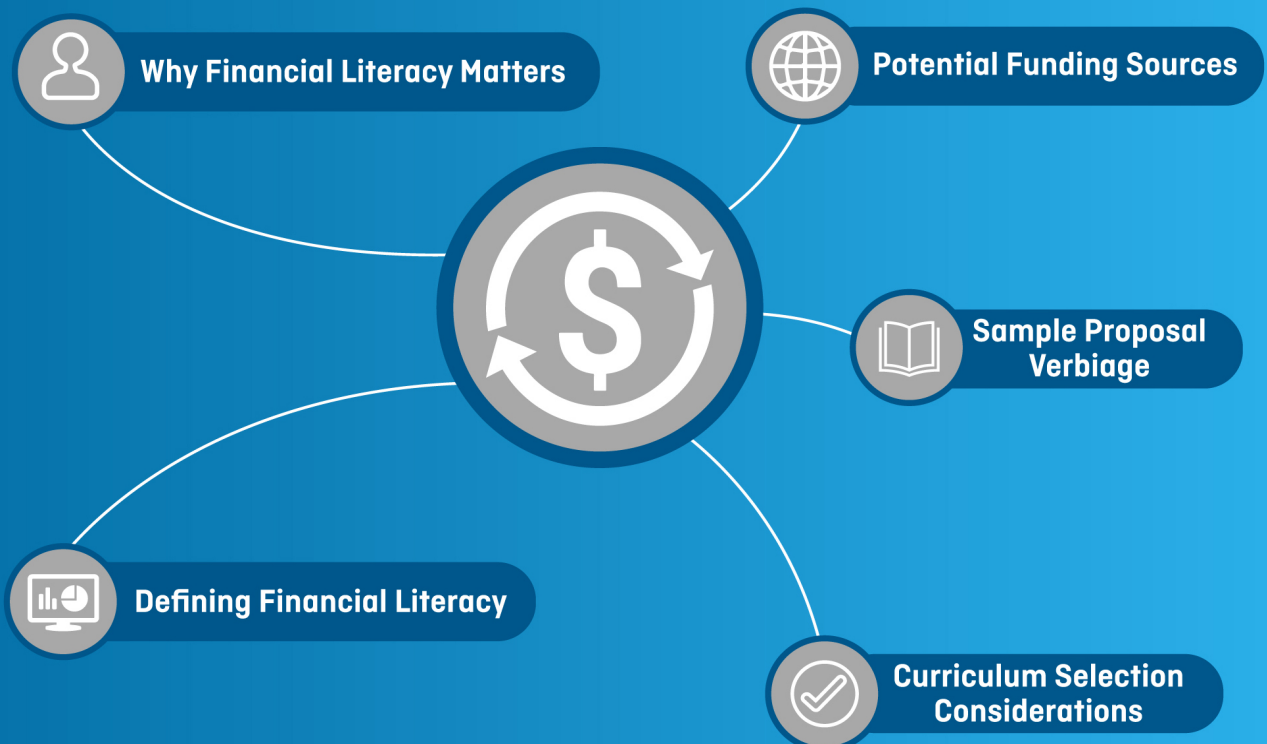 Why Financial Literacy Matters
Potential Funding Sources
$
Sample Proposal
Verbiage
Defining Financial Literacy
Curriculum Selection
Considerations